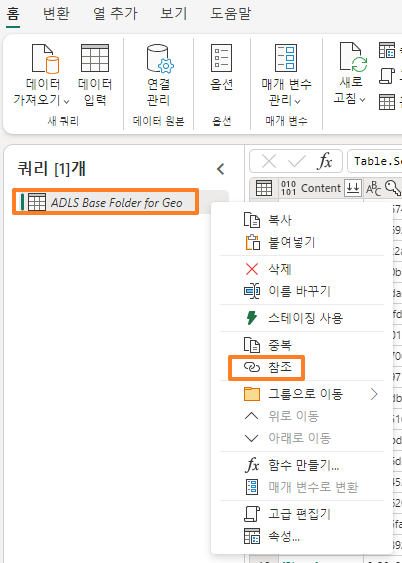 홈 변환 열 추가 보기 도움말
데이터 데이터 연결 옵션 매개 변수 새로
가져오기 입력 관리 관리 고침
새 쿼리 데이터 원본 옵션 매개 변수
쿼리 [1]개
fx Table.Se
ADLS Base Folder for Geo
Content
복사
붙여넣기
삭제
이름 바꾸기
스테이징 사용
중복
참조
그룹으로 이동
위로 이동
아래로 이동
fx 함수 만들기...
매개 변수로 변환
고급 편집기
속성...